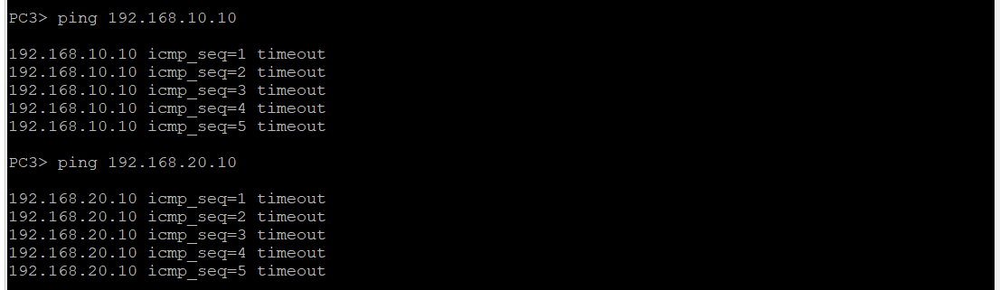 PC3> ping 192.168.10.10
192.168.10.10 icmp_seq=1 timeout
192.168.10.10 icmp_seq=2 timeout
192.168.10.10 icmp_seq=3 timeout
192.168.10.10 icmp_seq=4 timeout
192.168.10.10 icmp_seq=5 timeout
PC3> ping 192.168.20.10
192.168.20.10 icmp_seq=1 timeout
192.168.20.10 icmp_seq=2 timeout
192.168.20.10 icmp_seq=3 timeout
192.168.20.10 icmp_seq=4 timeout
192.168.20.10 icmp_seq=5 timeout